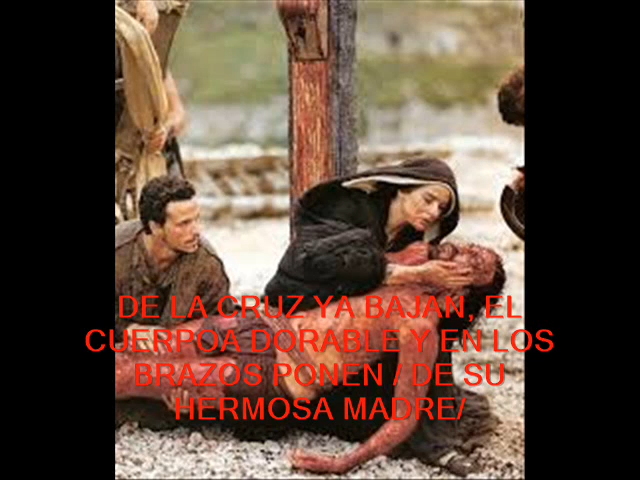 DE LA CRUZ YA BAJAN, EL
CUERPOA DORABLE Y EN LOS
BRAZOS PONEN / DE SU
HERMOSA MADRE/